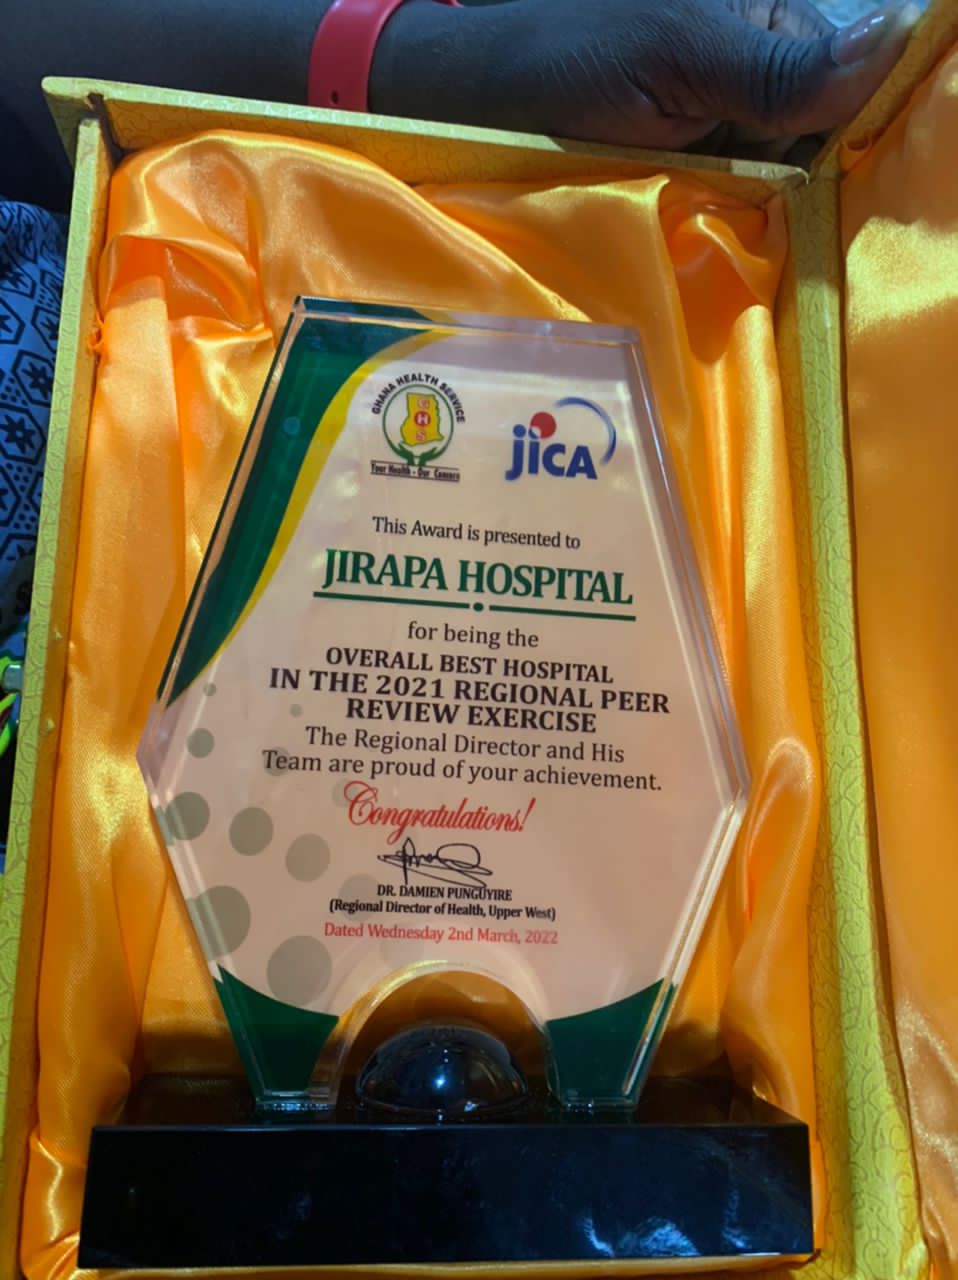 GHANA HEALTH SERVICE
GHS
Your Health - Our Concern
JICA
This Award is presented to
JIRAPA HOSPITAL
for being the
OVERALL BEST HOSPITAL
IN THE 2021 REGIONAL PEER
REVIEW EXERCISE
The Regional Director and His
Team are proud of your achievement.
Congratulations!
DR. DAMIEN PUNGUYIRE
(Regional Director of Health, Upper West)
Dated Wednesday 2nd March, 2022